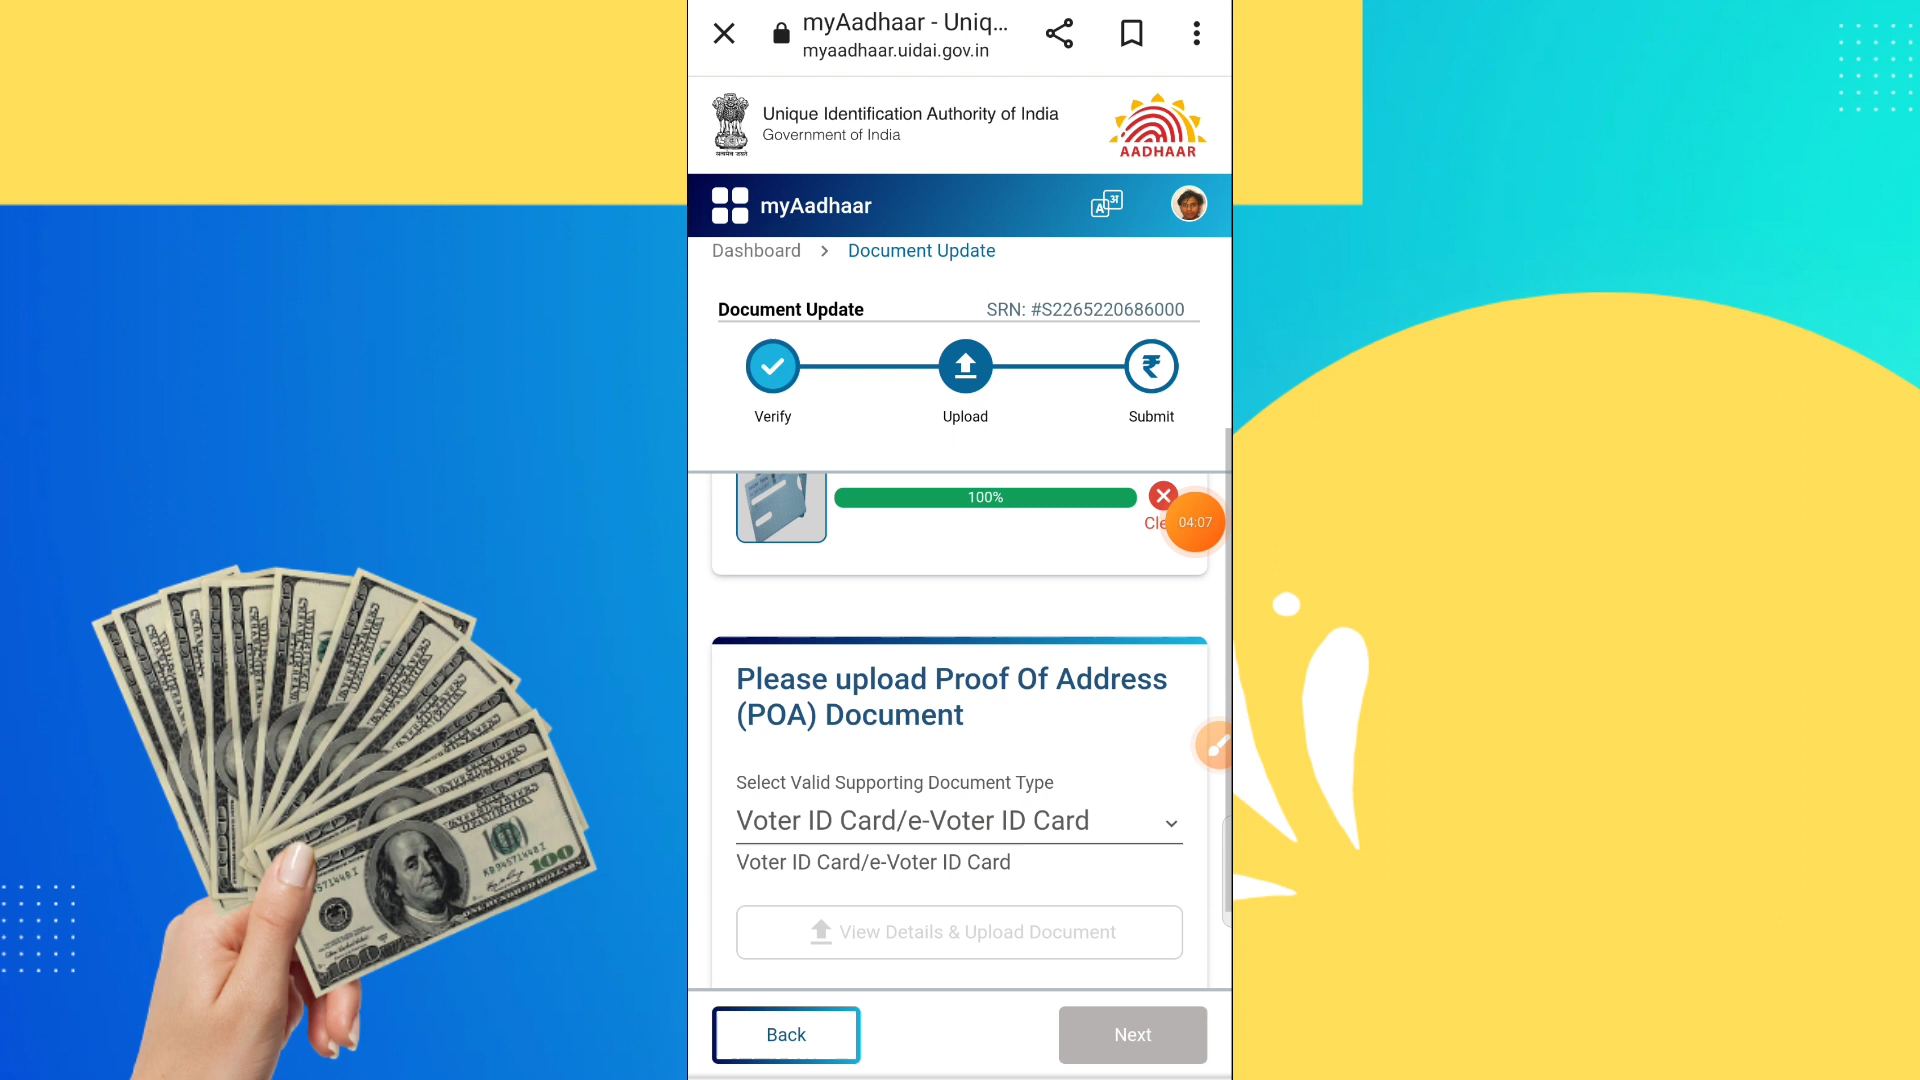 myAadhaar - Uniq...
myaadhaar.uidai.gov.in
Unique Identification Authority of India
Government of India
AADHAAR
myAadhaar
Dashboard > Document Update
Document Update SRN: #S2265220686000
Verify Upload Submit
100%
04:07
Please upload Proof Of Address
(POA) Document
Select Valid Supporting Document Type
Voter ID Card/e-Voter ID Card
Voter ID Card/e-Voter ID Card
View Details & Upload Document
Back Next